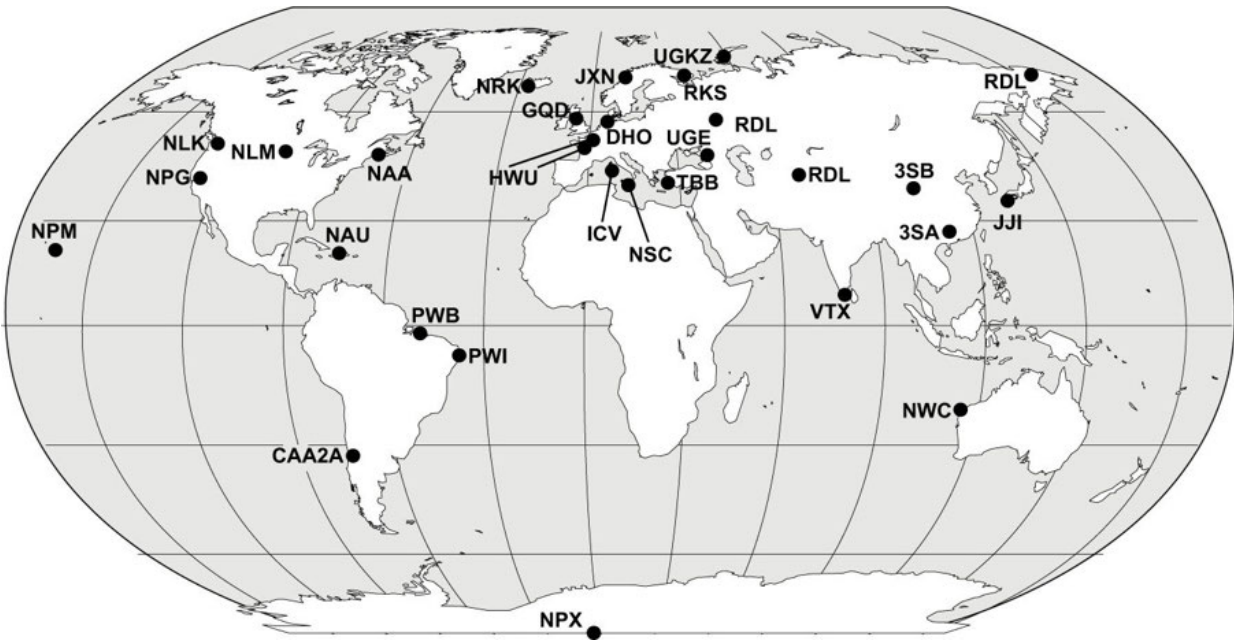 UGKZ
JXN
RDL
NRK
RKS
GQD
NLK
NLM
DHO
UGE
RDL
NPG
NAA
HWU
TBB
RDL
3SB
NPM
NAU
ICV
NSC
3SA
JJI
VTX
PWB
PWI
NWC
CAA2A
NPX